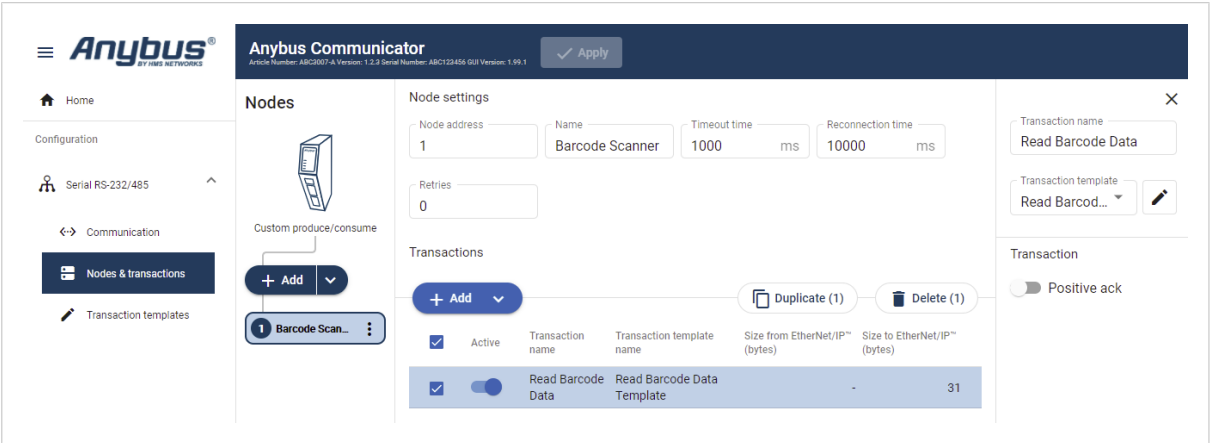 Anybus®
BY HMS NETWORKS
Anybus Communicator
Article Number: ABC3007-A Version: 1.2.3 Serial Number: ABC123456 GUI Version: 1.99.1
Apply
Home
Configuration
Serial RS-232/485
Communication
Nodes & transactions
Transaction templates
Nodes
Custom produce/consume
Add
1 Barcode Scan...
Node settings
Node address
1
Name
Barcode Scanner
Timeout time
1000 ms
Reconnection time
10000 ms
Retries
0
Transactions
Add
Duplicate (1)
Delete (1)
Active
Transaction
name
Transaction template
name
Size from EtherNet/IP™
(bytes)
Size to EtherNet/IP™
(bytes)
Read Barcode
Data
Read Barcode Data
Template
-
31
Transaction name
Read Barcode Data
Transaction template
Read Barcod...
Transaction
Positive ack